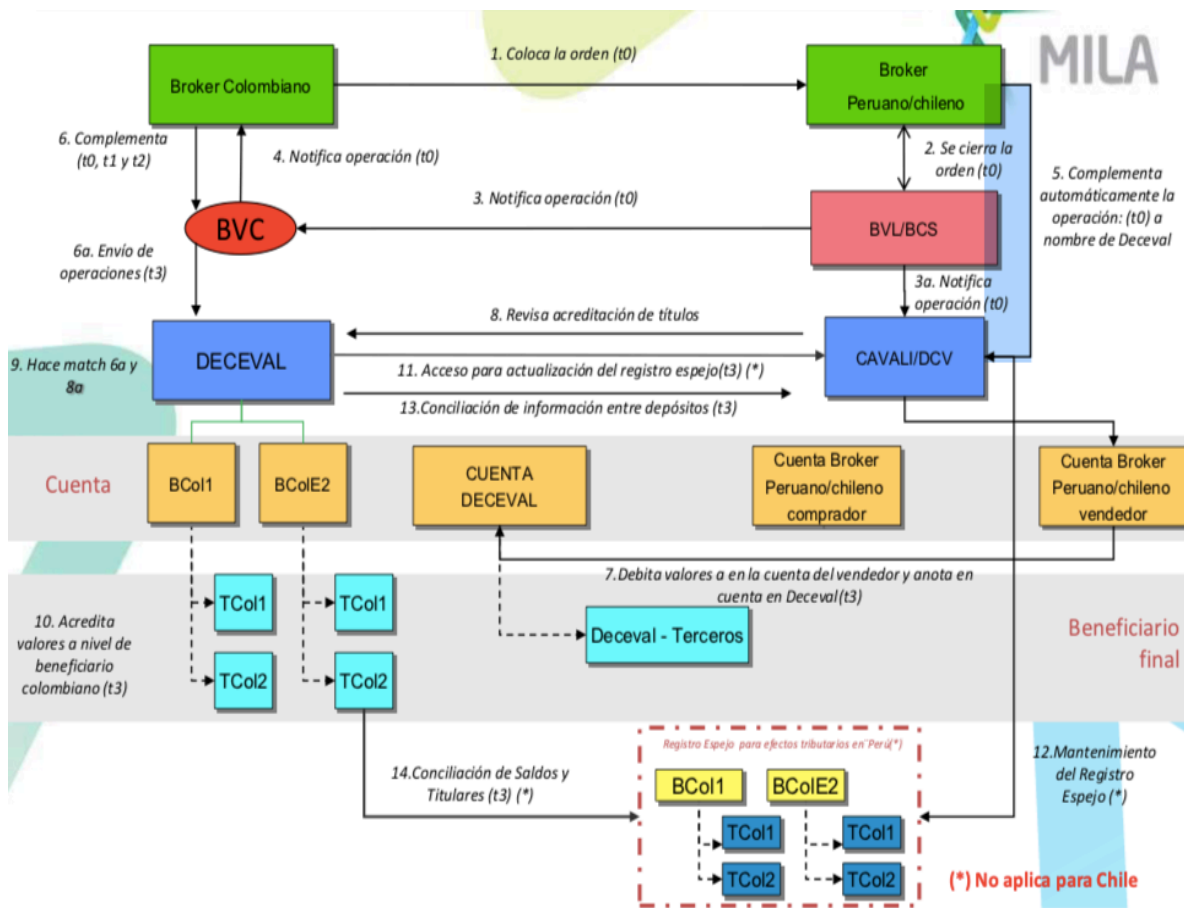 MILA
Broker Colombiano
1. Coloca la orden (t0)
Broker
Peruano/chileno
6. Complementa
(t0, t1 y t2)
4. Notifica operación (t0)
2. Se cierra la
orden (t0)
5. Complementa
automáticamente la
operación: (t0) a
nombre de Deceval
3. Notifica operación (t0)
BVC
BVL/BCS
6a. Envío de
operaciones (t3)
3a. Notifica
operación (t0)
8. Revisa acreditación de títulos
9. Hace match 6a y
8a
DECEVAL
CAVALI/DCV
11. Acceso para actualización del registro espejo(t3) (*)
13.Conciliación de información entre depósitos (t3)
Cuenta
BCol1
BColE2
CUENTA
DECEVAL
Cuenta Broker
Peruano/chileno
comprador
Cuenta Broker
Peruano/chileno
vendedor
7.Debita valores a en la cuenta del vendedor y anota en
cuenta en Deceval(t3)
10. Acredita
valores a nivel de
beneficiario
colombiano (t3)
TCol1
TCol1
TCol2
TCol2
Deceval - Terceros
Beneficiario
final
14.Conciliación de Saldos y
Titulares (t3) (*)
Registro Espejo para efectos tributarios en¨Perú(*)
BCol1
BColE2
TCol1
TCol1
TCol2
TCol2
12.Mantenimiento
del Registro
Espejo (*)
(*) No aplica para Chile